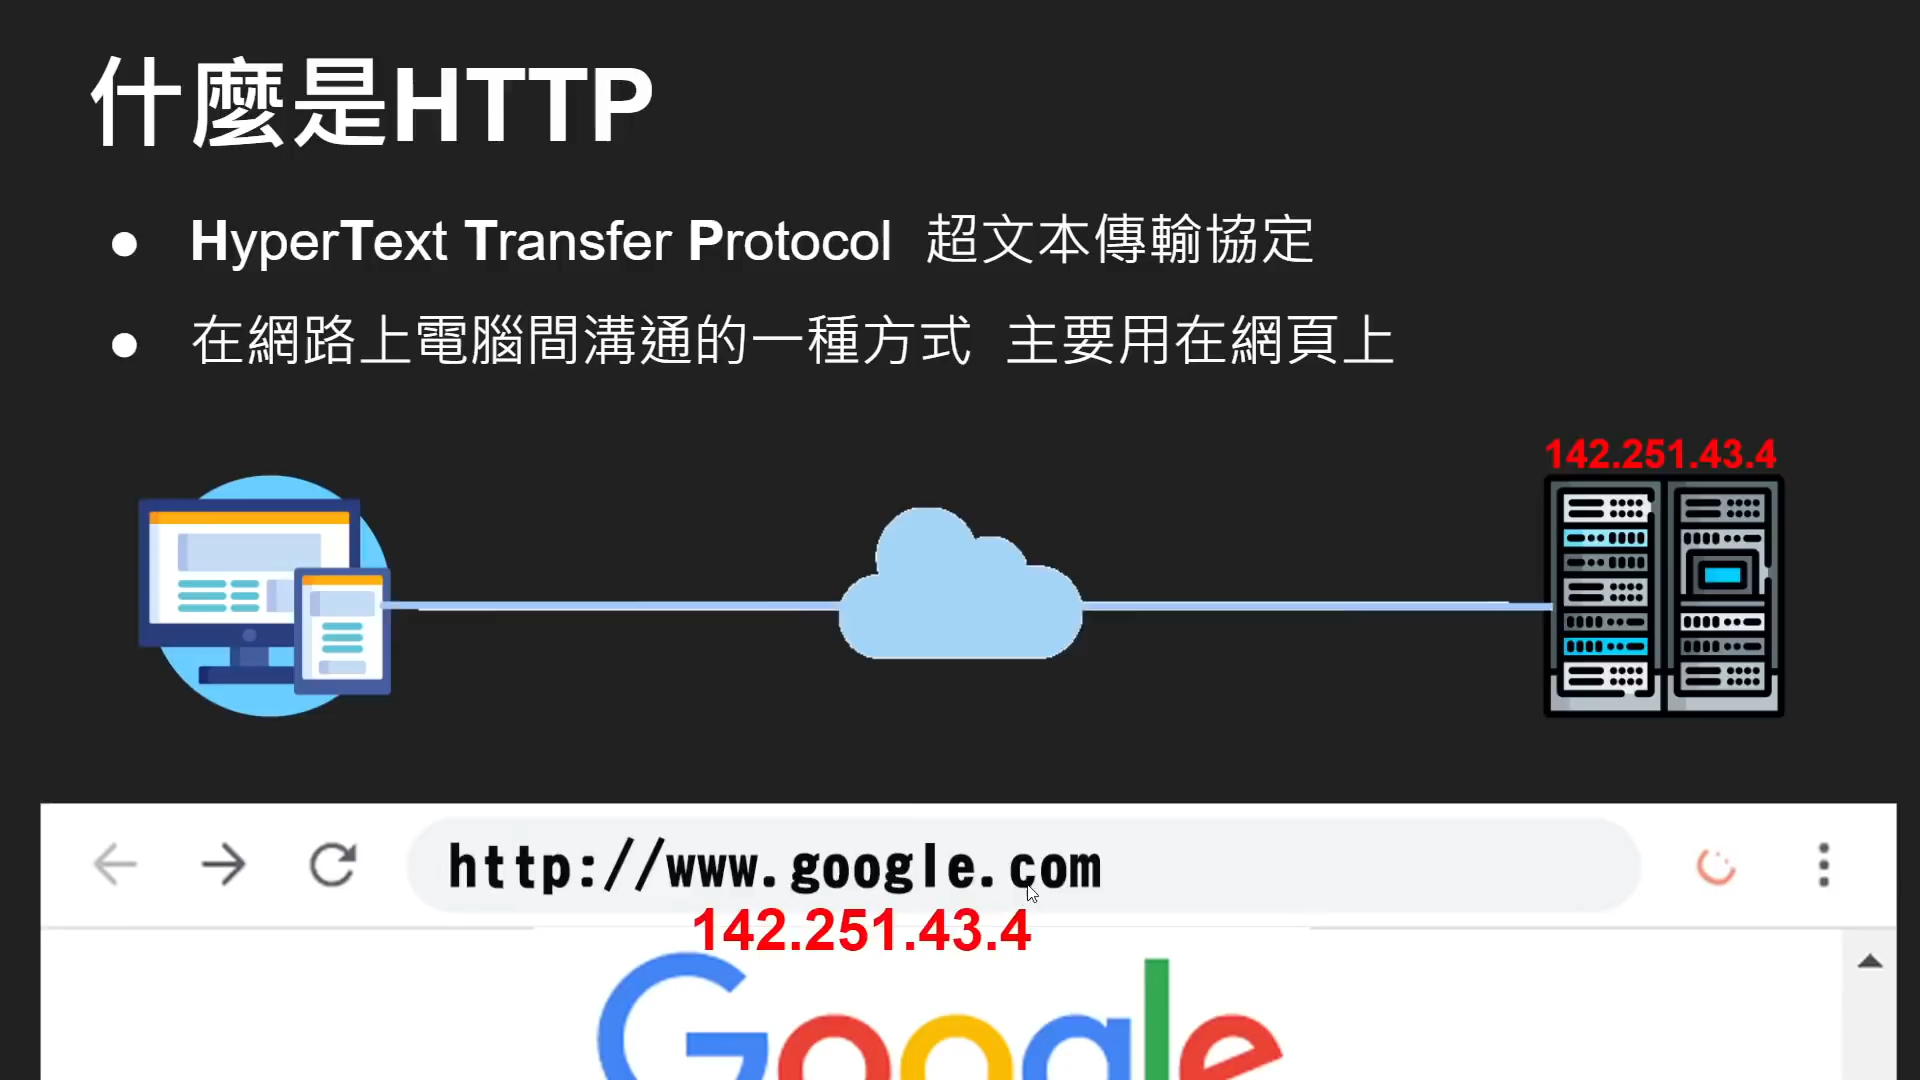 什麼是HTTP
HyperText Transfer Protocol 超文本傳輸協定
在網路上電腦間溝通的一種方式 主要用在網頁上
142.251.43.4
http://www.google.com
142.251.43.4
Google